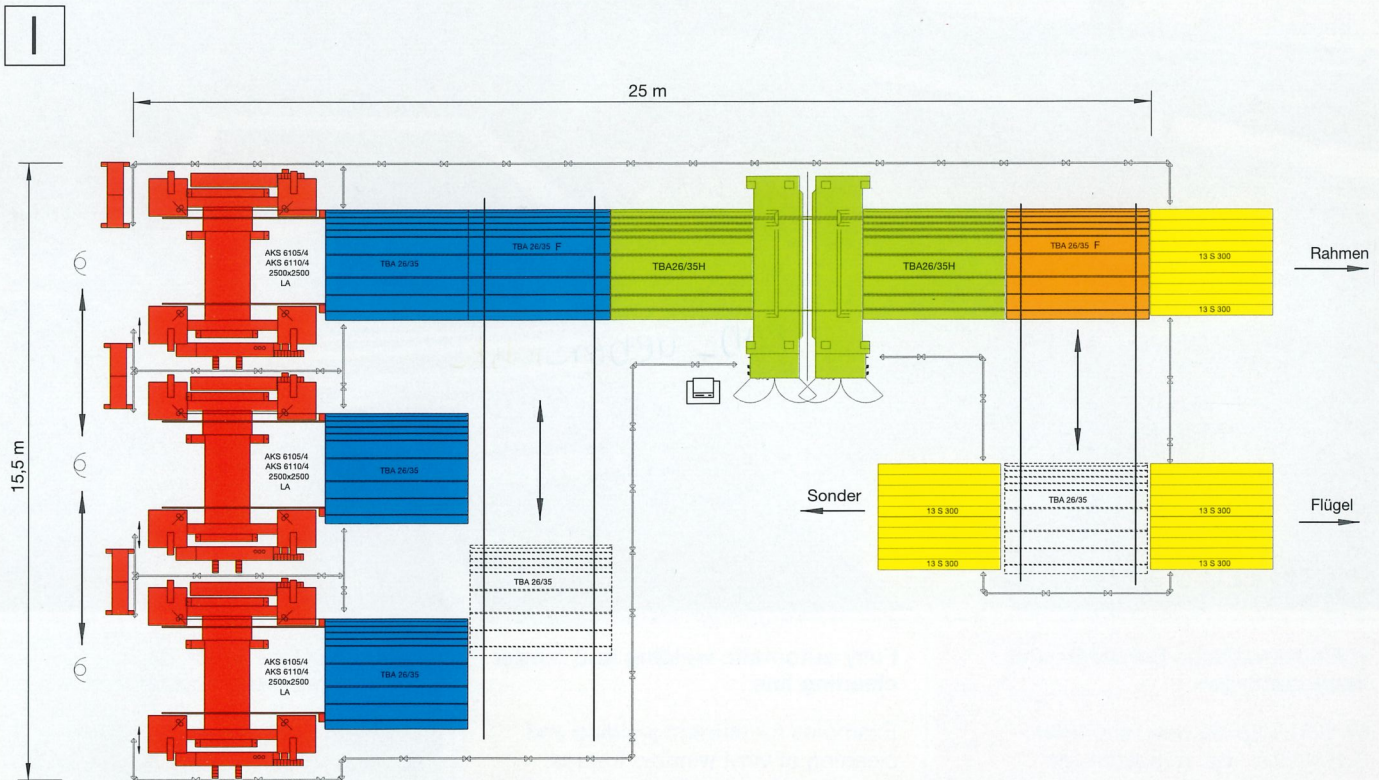 I
25 m
15,5 m
AKS 6105/4
AKS 6110/4
2500x2500
LA
TBA 26/35
TBA 26/35 F
TBA26/35H
TBA26/35H
TBA 26/35 F
13 S 300
13 S 300
Rahmen
AKS 6105/4
AKS 6110/4
2500x2500
LA
TBA 26/35
Sonder
13 S 300
13 S 300
TBA 26/35
13 S 300
13 S 300
Flügel
TBA 26/35
AKS 6105/4
AKS 6110/4
2500x2500
LA
TBA 26/35